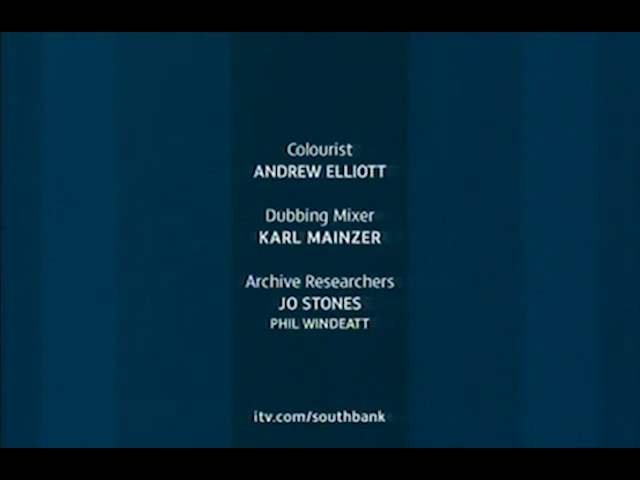 Colourist
ANDREW ELLIOTT
Dubbing Mixer
KARL MAINZER
Archive Researchers
JO STONES
PHIL WINDEATT
itv.com/southbank